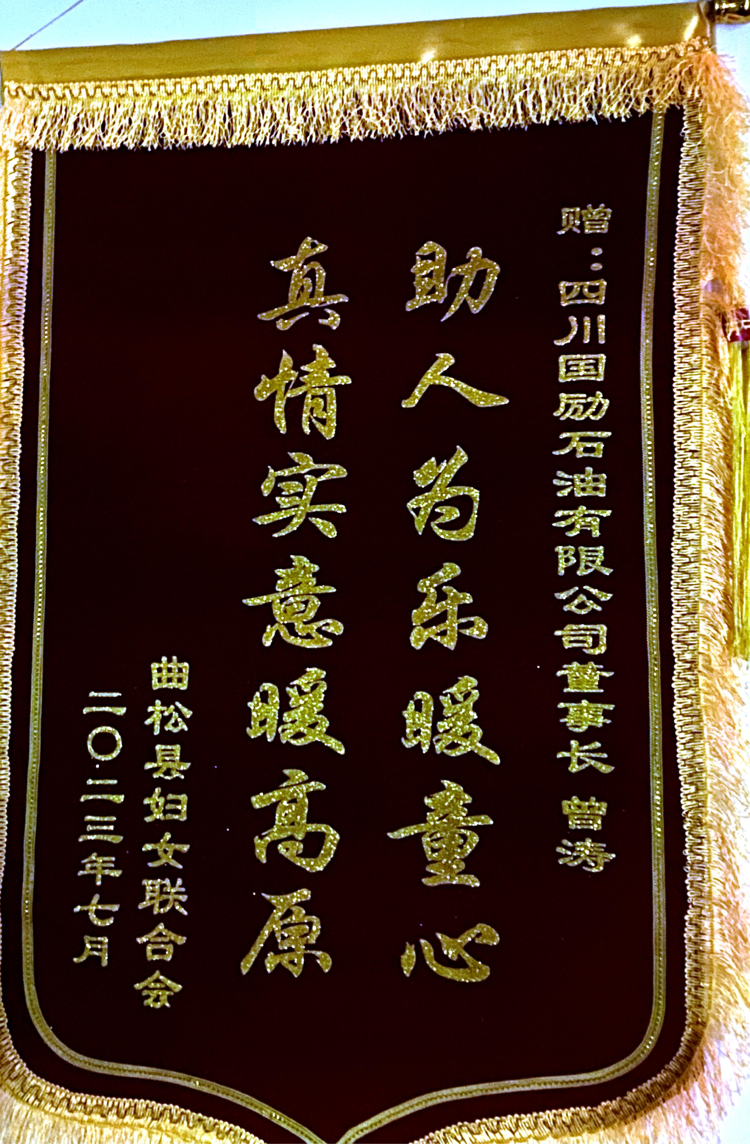 赠：四川国励石油有限公司董事长 曾涛
助人为乐暖童心
真情实意暖高原
曲松县妇女联合会
二〇二三年七月